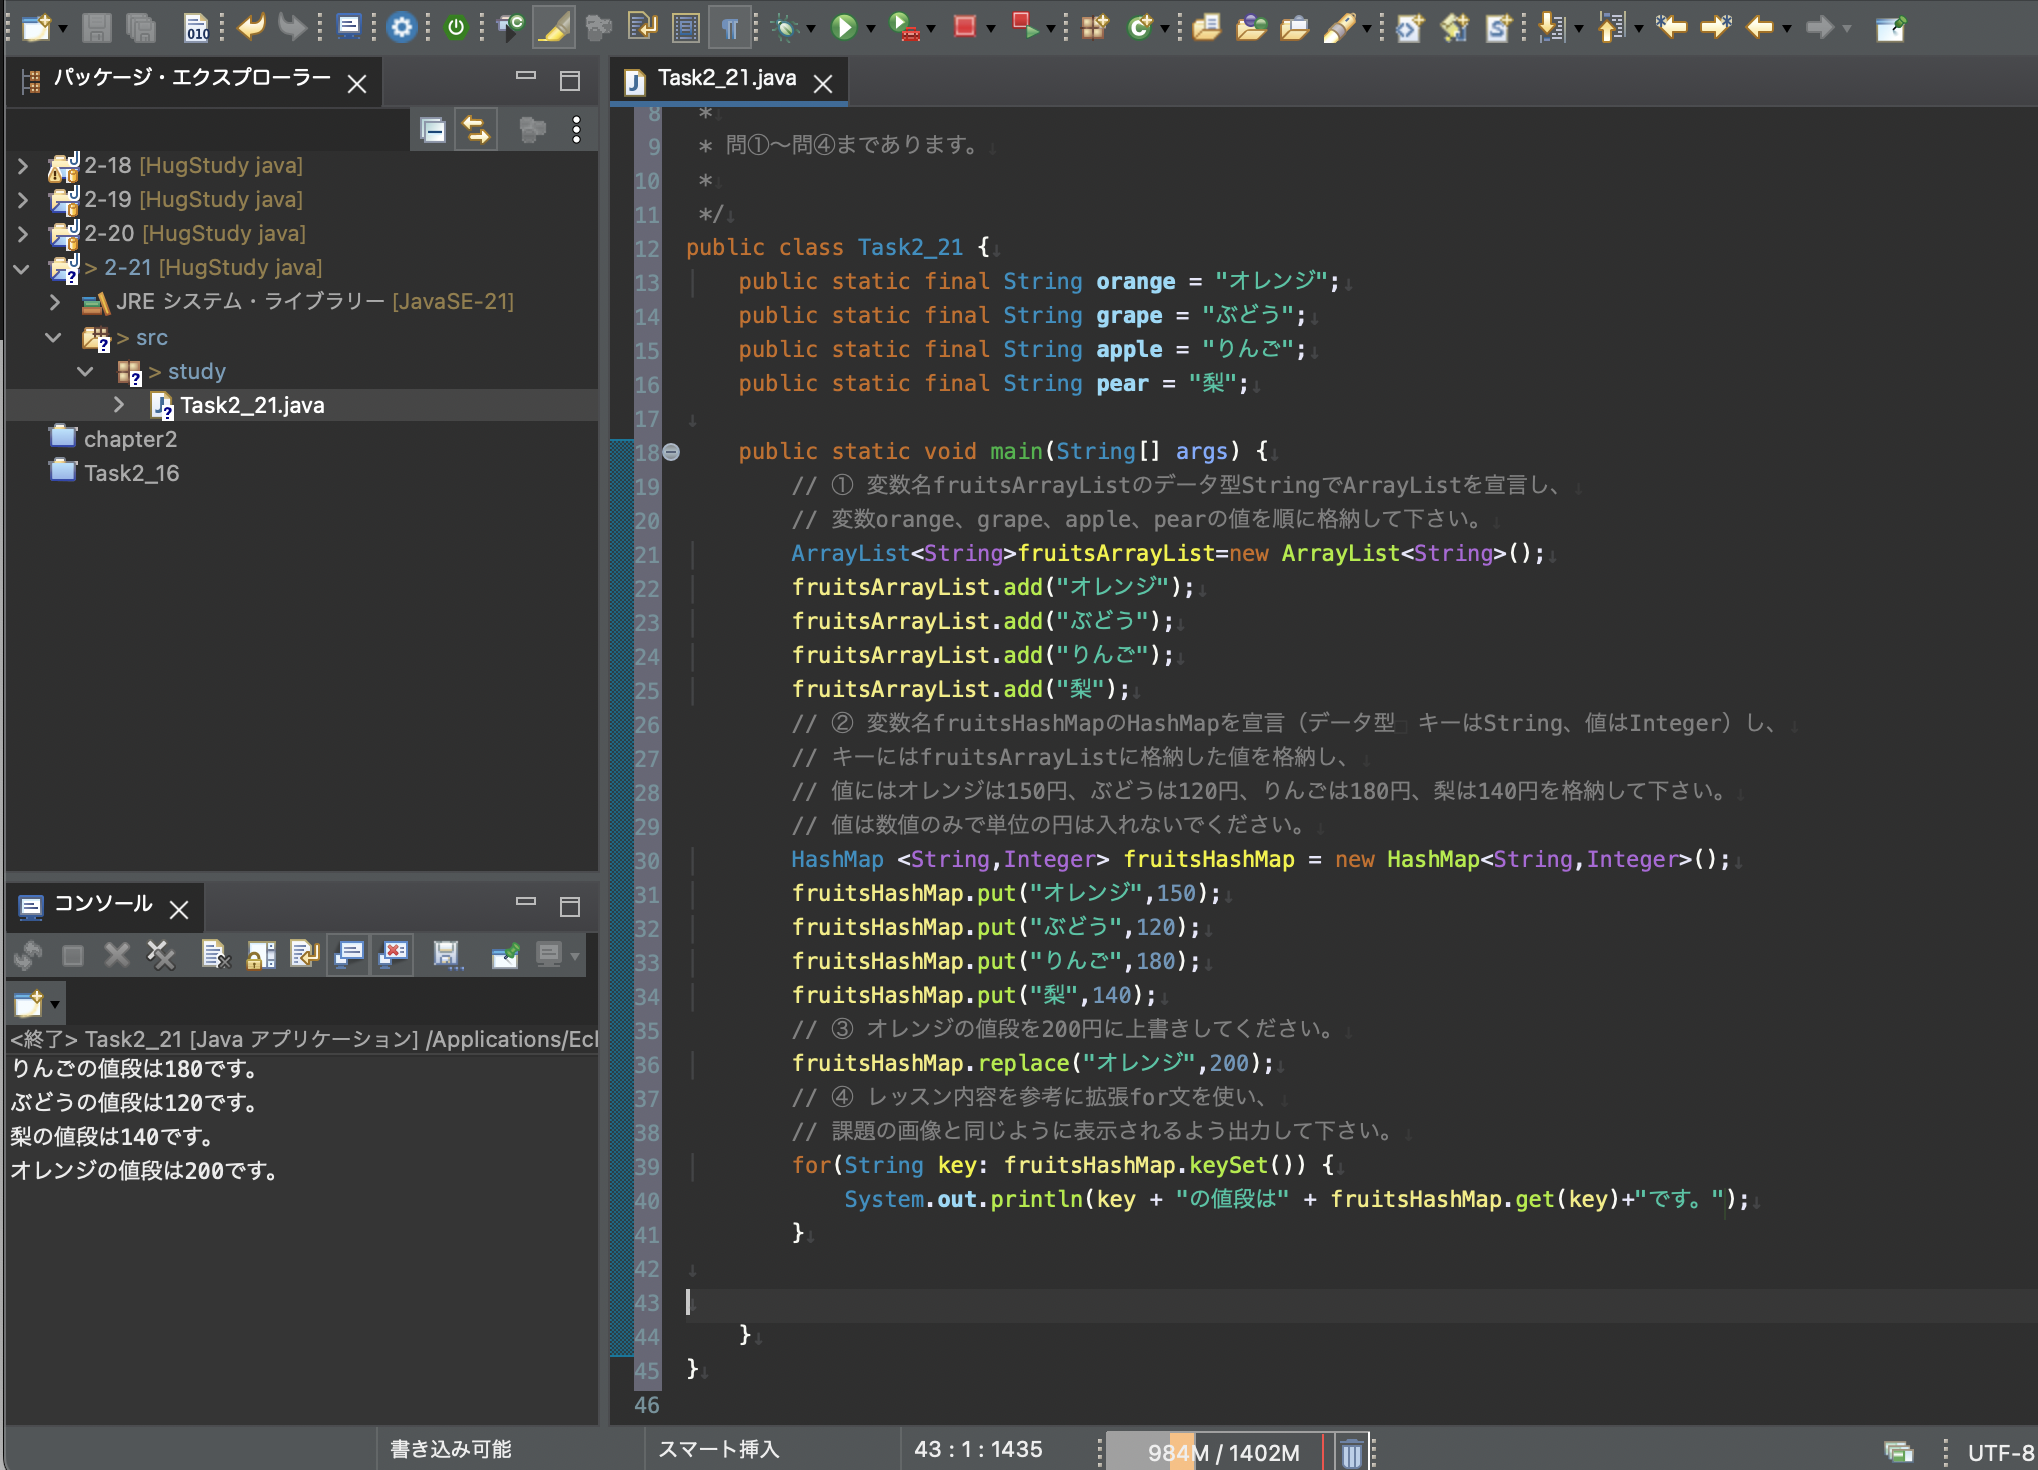 パッケージ・エクスプローラー
2-18 [HugStudy java]
2-19 [HugStudy java]
2-20 [HugStudy java]
> 2-21 [HugStudy java]
JRE システム・ライブラリー [JavaSE-21]
> src
> study
Task2_21.java
chapter2
Task2_16
コンソール
<終了> Task2_21 [Java アプリケーション] /Applications/Ecl
りんごの値段は180です。
ぶどうの値段は120です。
梨の値段は140です。
オレンジの値段は200です。
Task2_21.java
8 *
9 * 問①〜問④まであります。
10 *
11 */
12 public class Task2_21 {
13 public static final String orange = "オレンジ";
14 public static final String grape = "ぶどう";
15 public static final String apple = "りんご";
16 public static final String pear = "梨";
17
18 public static void main(String[] args) {
19 // ① 変数名fruitsArrayListのデータ型StringでArrayListを宣言し、
20 // 変数orange、grape、apple、pearの値を順に格納して下さい。
21 ArrayList<String>fruitsArrayList=new ArrayList<String>();
22 fruitsArrayList.add("オレンジ");
23 fruitsArrayList.add("ぶどう");
24 fruitsArrayList.add("りんご");
25 fruitsArrayList.add("梨");
26 // ② 変数名fruitsHashMapのHashMapを宣言（データ型 キーはString、値はInteger）し、
27 // キーにはfruitsArrayListに格納した値を格納し、
28 // 値にはオレンジは150円、ぶどうは120円、りんごは180円、梨は140円を格納して下さい。
29 // 値は数値のみで単位の円は入れないでください。
30 HashMap <String,Integer> fruitsHashMap = new HashMap<String,Integer>();
31 fruitsHashMap.put("オレンジ",150);
32 fruitsHashMap.put("ぶどう",120);
33 fruitsHashMap.put("りんご",180);
34 fruitsHashMap.put("梨",140);
35 // ③ オレンジの値段を200円に上書きしてください。
36 fruitsHashMap.replace("オレンジ",200);
37 // ④ レッスン内容を参考に拡張for文を使い、
38 // 課題の画像と同じように表示されるよう出力して下さい。
39 for(String key: fruitsHashMap.keySet()) {
40 System.out.println(key + "の値段は" + fruitsHashMap.get(key)+"です。");
41 }
42
43
44 }
45 }
46
書き込み可能
スマート挿入
43 : 1 : 1435
984M / 1402M
UTF-8